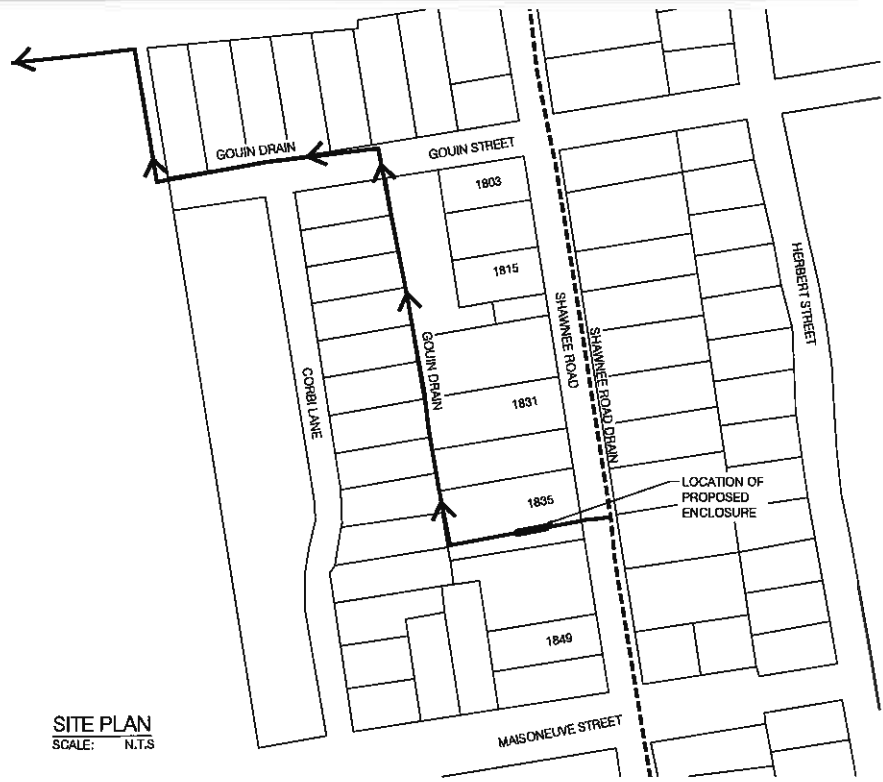 GOUIN DRAIN
GOUIN STREET
1803
1815
HERBERT STREET
SHAWNEE ROAD
SHAWNEE ROAD DRAIN
GOUIN DRAIN
CORBI LANE
1831
LOCATION OF
PROPOSED
ENCLOSURE
1835
1849
SITE PLAN
SCALE: N.T.S
MAISONEUVE STREET